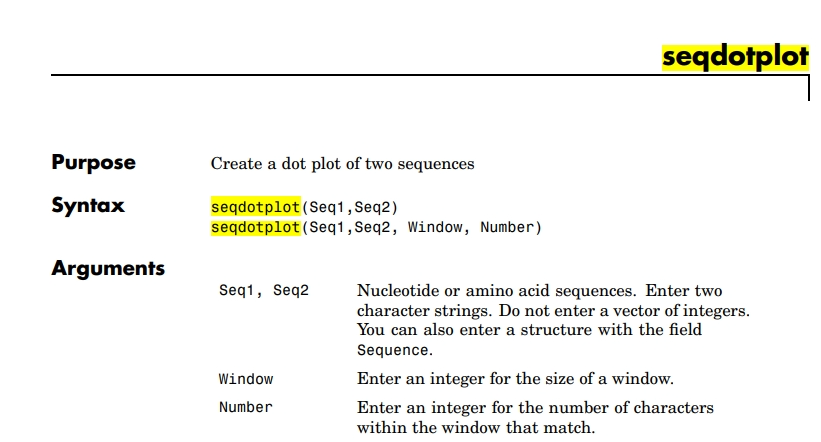 seqdotplot
Purpose Create a dot plot of two sequences
Syntax seqdotplot(Seq1,Seq2)
seqdotplot(Seq1,Seq2, Window, Number)
Arguments
Seq1, Seq2 Nucleotide or amino acid sequences. Enter two
character strings. Do not enter a vector of integers.
You can also enter a structure with the field
Sequence.
Window Enter an integer for the size of a window.
Number Enter an integer for the number of characters
within the window that match.